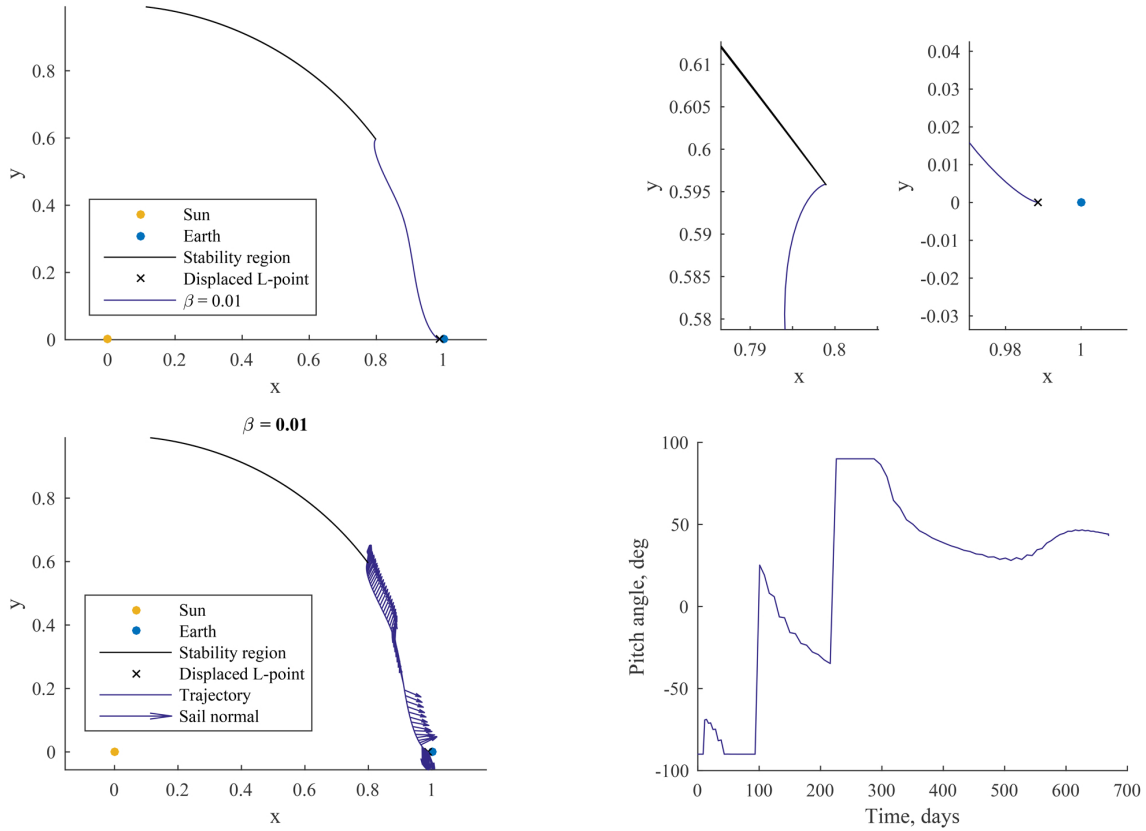 0.8
0.6
0.4
0.2
0
y
Sun
Earth
Stability region
Displaced L-point
β = 0.01
0 0.2 0.4 0.6 0.8 1
x
0.61
0.605
0.6
0.595
0.59
0.585
0.58
y
0.79 0.8
x
0.04
0.03
0.02
0.01
0
-0.01
-0.02
-0.03
y
0.98 1
x
β = 0.01
0.8
0.6
0.4
0.2
0
y
Sun
Earth
Stability region
Displaced L-point
Trajectory
Sail normal
0 0.2 0.4 0.6 0.8 1
x
100
50
0
-50
-100
Pitch angle, deg
0 100 200 300 400 500 600 700
Time, days